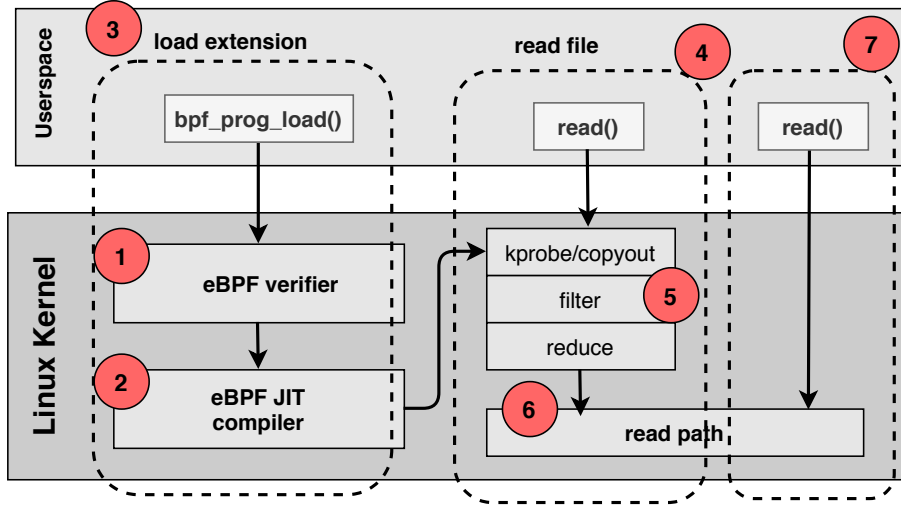 3
load extension
read file
4
7
Userspace
bpf_prog_load()
read()
read()
Linux Kernel
1
eBPF verifier
kprobe/copyout
filter
5
reduce
2
eBPF JIT
compiler
6
read path